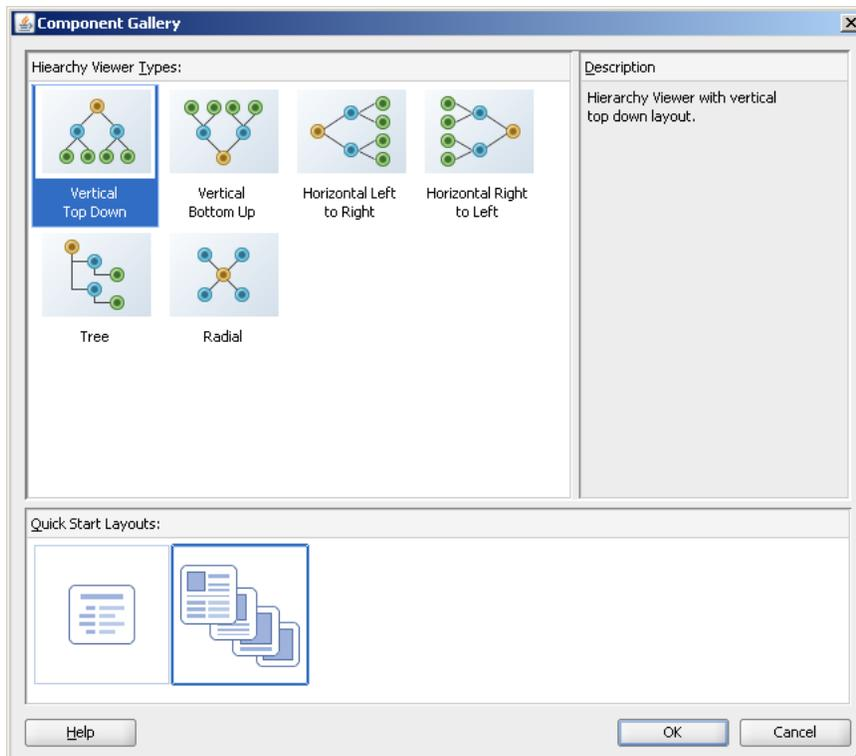 Component Gallery
Hiearchy Viewer Types:
Vertical
Top Down
Vertical
Bottom Up
Horizontal Left
to Right
Horizontal Right
to Left
Tree
Radial
Description
Hierarchy Viewer with vertical
top down layout.
Quick Start Layouts:
Help
OK
Cancel